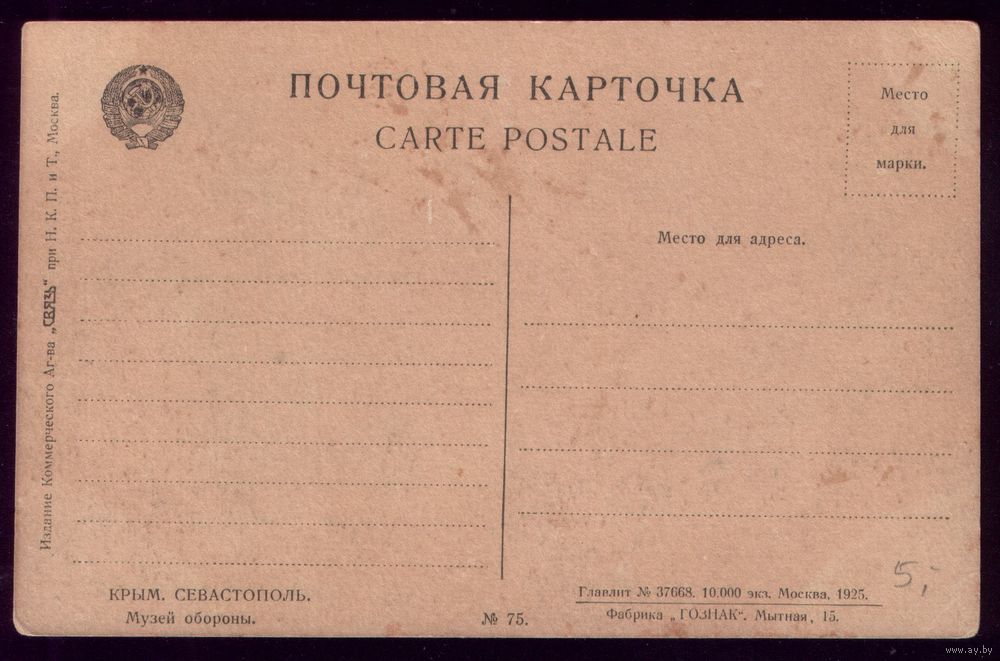 ПОЧТОВАЯ КАРТОЧКА
CARTE POSTALE
Место
для
марки.
Издание Коммерческого Аг-ва „СВЯЗЬ“ при Н. К. П. и Т., Москва.
Место для адреса.
КРЫМ. СЕВАСТОПОЛЬ.
Музей обороны.
№ 75.
Главлит № 37668. 10.000 экз. Москва, 1925.
Фабрика „ГОЗНАК“. Мытная, 15.
5,-
www.ay.by